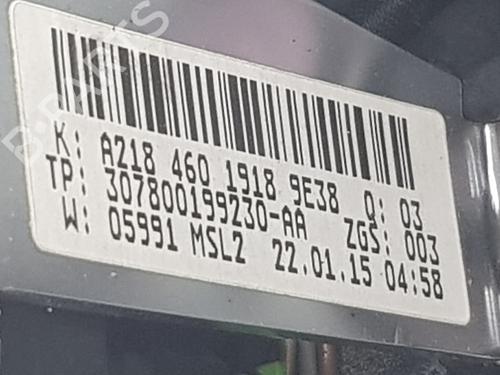 K: A218 460 1918 9E38 Q: 03
TP: 307800199230-AA ZGS: 003
W: 05991 MSL2 22.01.15 04:58
B-PARTS